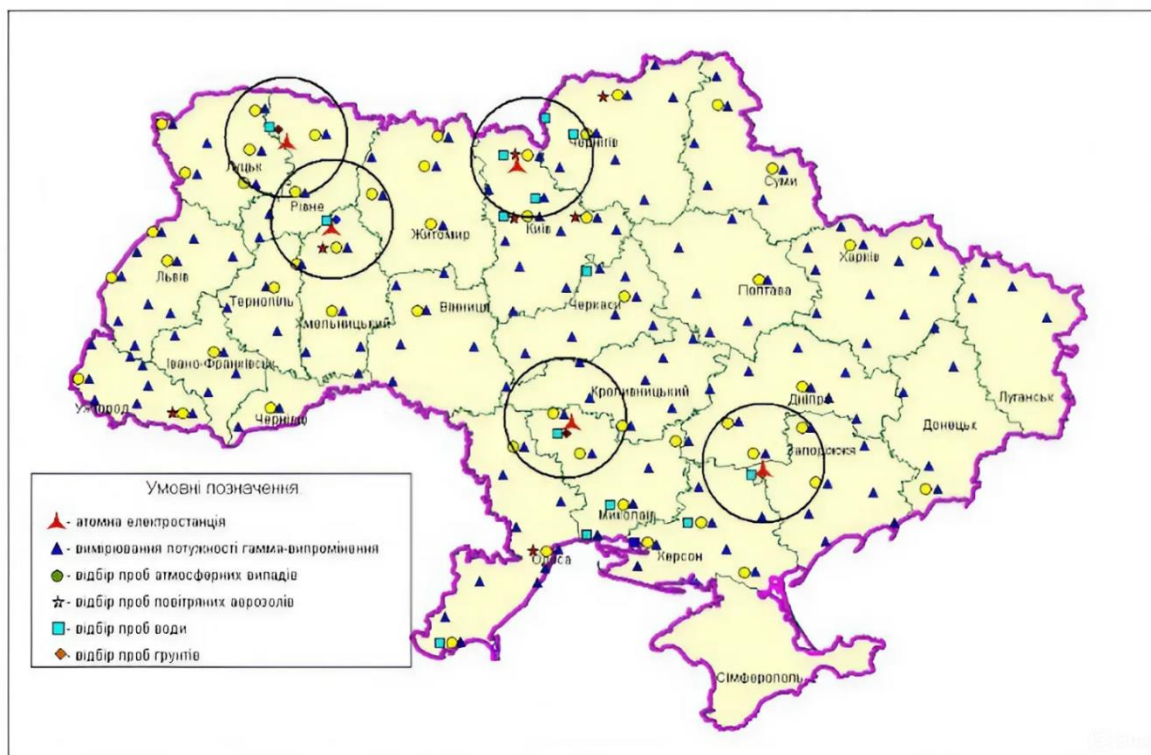 Чернігів
Луцьк
Суми
Рівне
Київ
Житомир
Харків
Львів
Тернопіль
Вінниця
Черкаси
Полтава
Хмельницький
Івано-Франківськ
Кропивницький
Дніпро
Луганськ
Ужгород
Чернівці
Донецьк
Запоріжжя
Миколаїв
Одеса
Херсон
Сімферополь
Умовні позначення
- атомна електростанція
- вимірювання потужності гамма-випромінення
- відбір проб атмосферних випадів
- відбір проб повітряних аерозолів
- відбір проб води
- відбір проб грунтів